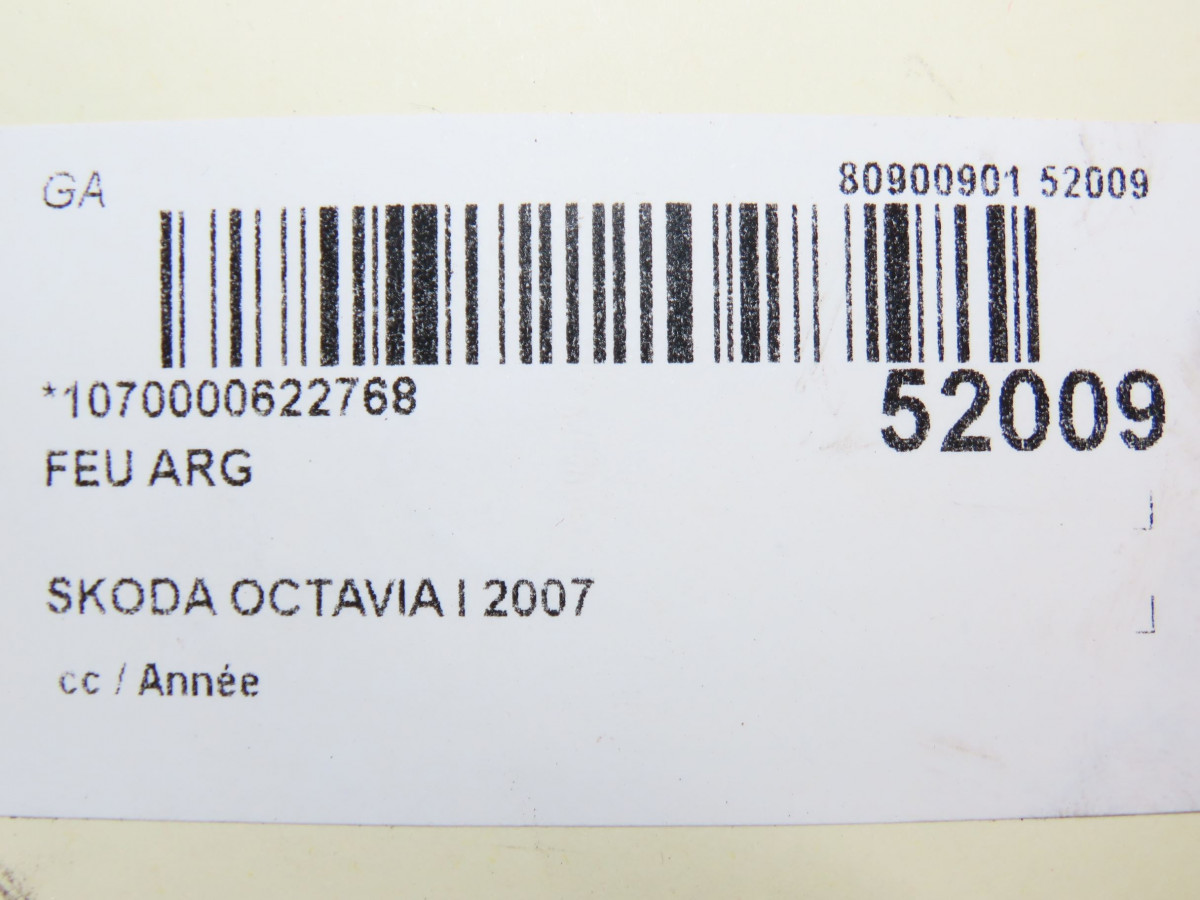 GA
80900901 52009
*1070000622768
52009
FEU ARG
SKODA OCTAVIA I 2007
cc / Année